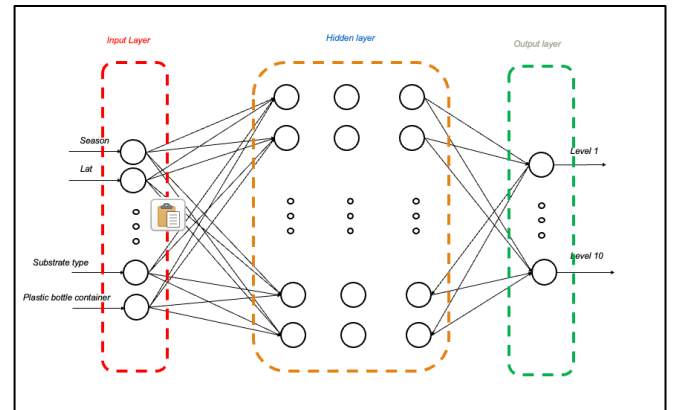 Input Layer
Hidden layer
Output layer
Season
Lat
Substrate type
Plastic bottle container
Level 1
Level 10